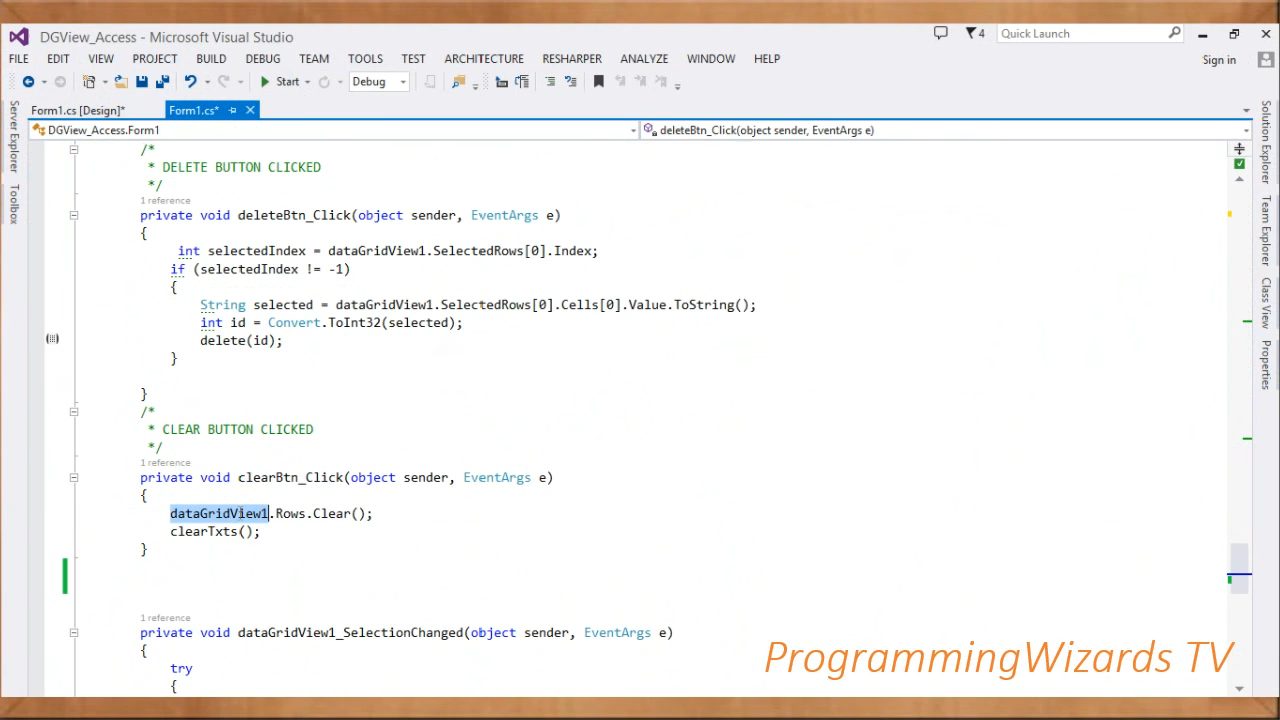 DGView_Access - Microsoft Visual Studio
4
Quick Launch
FILE EDIT VIEW PROJECT BUILD DEBUG TEAM TOOLS TEST ARCHITECTURE RESHARPER ANALYZE WINDOW HELP
Sign in
Start
Debug
Form1.cs [Design]*
Form1.cs*
DGView_Access.Form1
deleteBtn_Click(object sender, EventArgs e)
Server Explorer
Toolbox
/*
* DELETE BUTTON CLICKED
*/
1 reference
private void deleteBtn_Click(object sender, EventArgs e)
{
int selectedIndex = dataGridView1.SelectedRows[0].Index;
if (selectedIndex != -1)
{
String selected = dataGridView1.SelectedRows[0].Cells[0].Value.ToString();
int id = Convert.ToInt32(selected);
delete(id);
}
}
/*
* CLEAR BUTTON CLICKED
*/
1 reference
private void clearBtn_Click(object sender, EventArgs e)
{
dataGridView1.Rows.Clear();
clearTxts();
}
1 reference
private void dataGridView1_SelectionChanged(object sender, EventArgs e)
{
try
{
Solution Explorer
Team Explorer
Class View
Properties
ProgrammingWizards TV